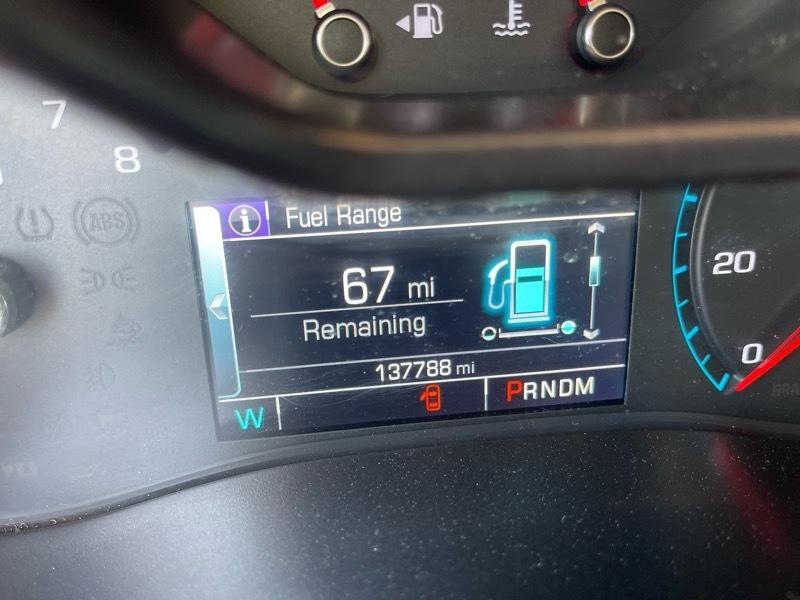 7
8
ABS
Fuel Range
67 mi
Remaining
137788 mi
W
PRNDM
20
0